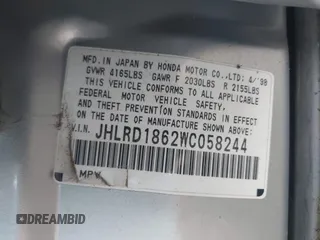 MFD. IN JAPAN BY HONDA MOTOR CO.,LTD: 4/'98
GVWR 4165LBS GAWR F 2030LBS R 2155LBS
THIS VEHICLE CONFORMS TO ALL APPLICABLE
FEDERAL MOTOR VEHICLE SAFETY, BUMPER,
AND THEFT PREVENTION STANDARDS IN EFFECT
ON THE DATE OF MANUFACTURE SHOWN ABOVE.
V.I.N. JHLRD1862WC058244
MPV
DREAMBID